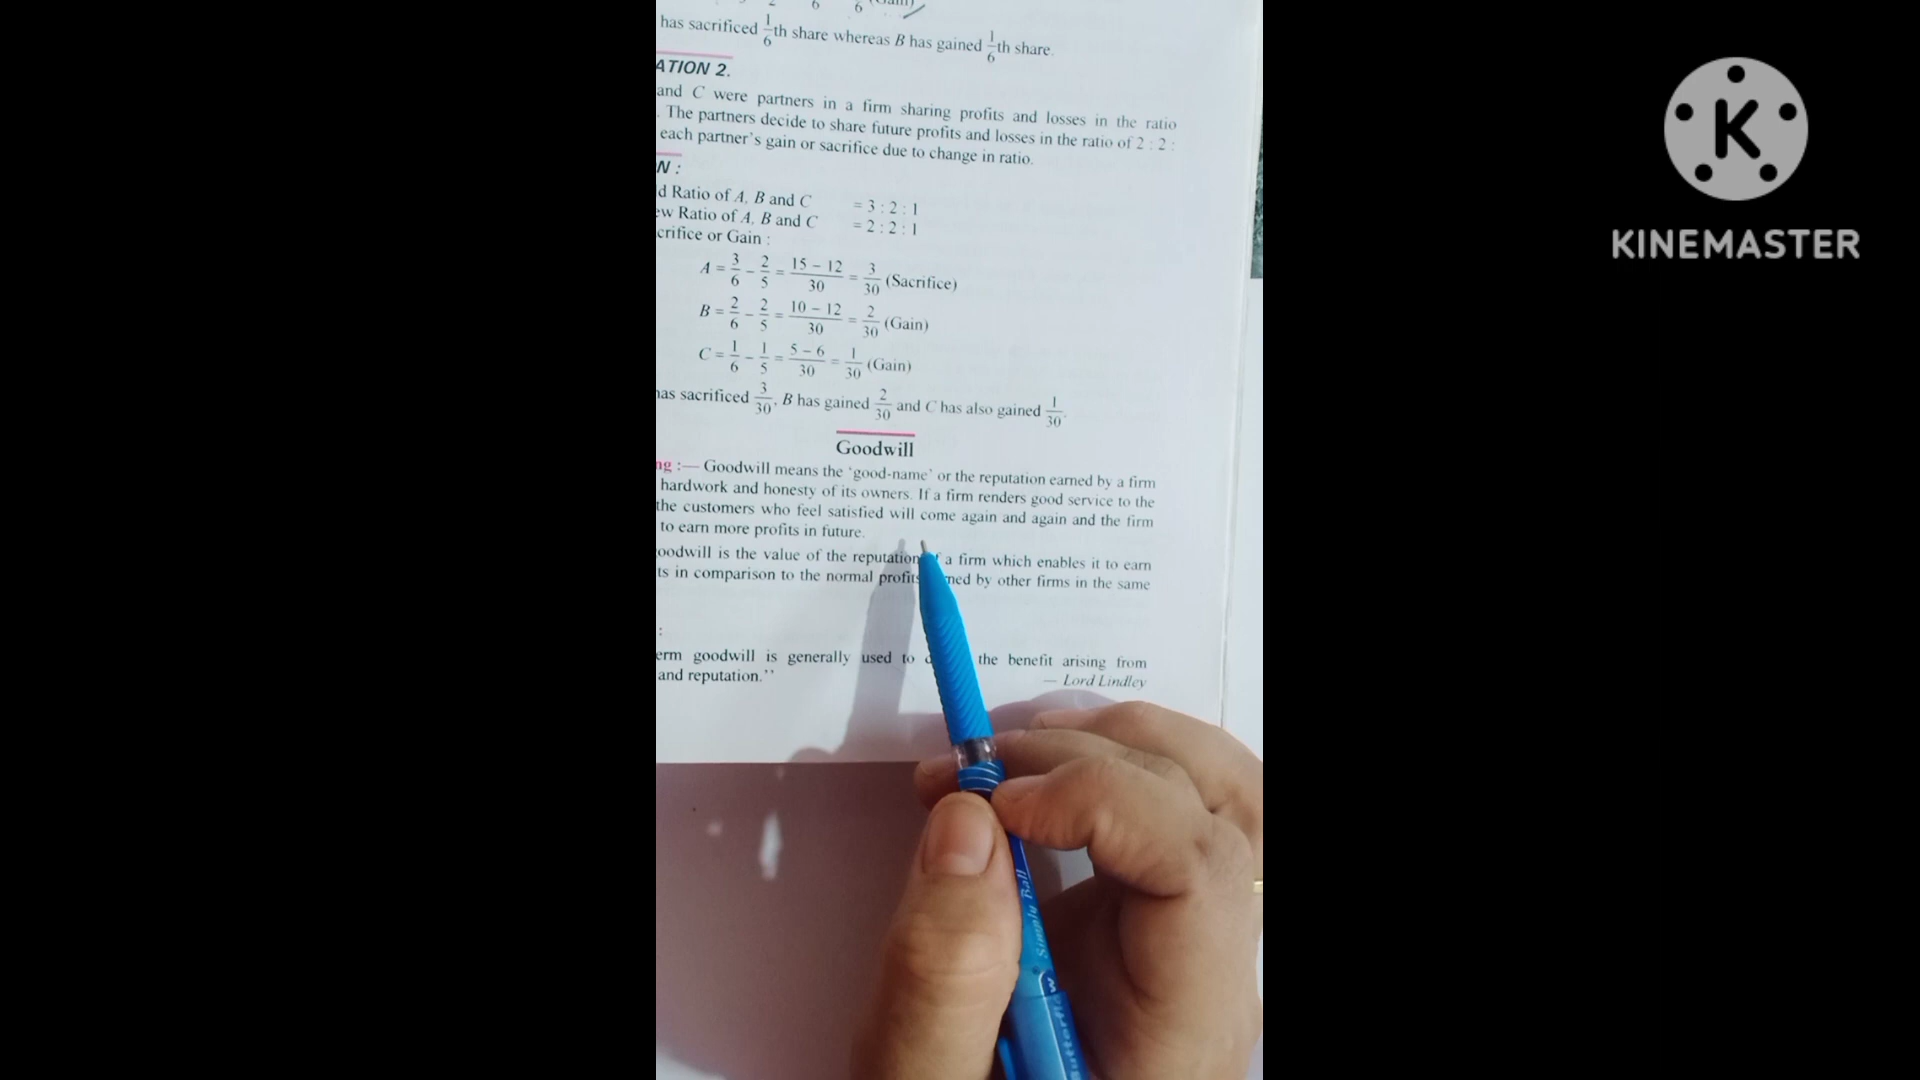 6 6 (Gain)
has sacrificed 1/6 th share whereas B has gained 1/6 th share.
ATION 2.
and C were partners in a firm sharing profits and losses in the ratio
. The partners decide to share future profits and losses in the ratio of 2 : 2 :
each partner's gain or sacrifice due to change in ratio.
N :
d Ratio of A, B and C = 3 : 2 : 1
ew Ratio of A, B and C = 2 : 2 : 1
crifice or Gain :
A = 3/6 – 2/5 = 15 – 12/30 = 3/30 (Sacrifice)
B = 2/6 – 2/5 = 10 – 12/30 = 2/30 (Gain)
C = 1/6 – 1/5 = 5 – 6/30 = 1/30 (Gain)
has sacrificed 3/30, B has gained 2/30 and C has also gained 1/30.
Goodwill
ng :— Goodwill means the 'good-name' or the reputation earned by a firm
hardwork and honesty of its owners. If a firm renders good service to the
the customers who feel satisfied will come again and again and the firm
to earn more profits in future.
oodwill is the value of the reputation a firm which enables it to earn
ts in comparison to the normal profits ned by other firms in the same
:
erm goodwill is generally used to the benefit arising from
and reputation.''
— Lord Lindley
Simply Ball
Butterflow
K
KINEMASTER